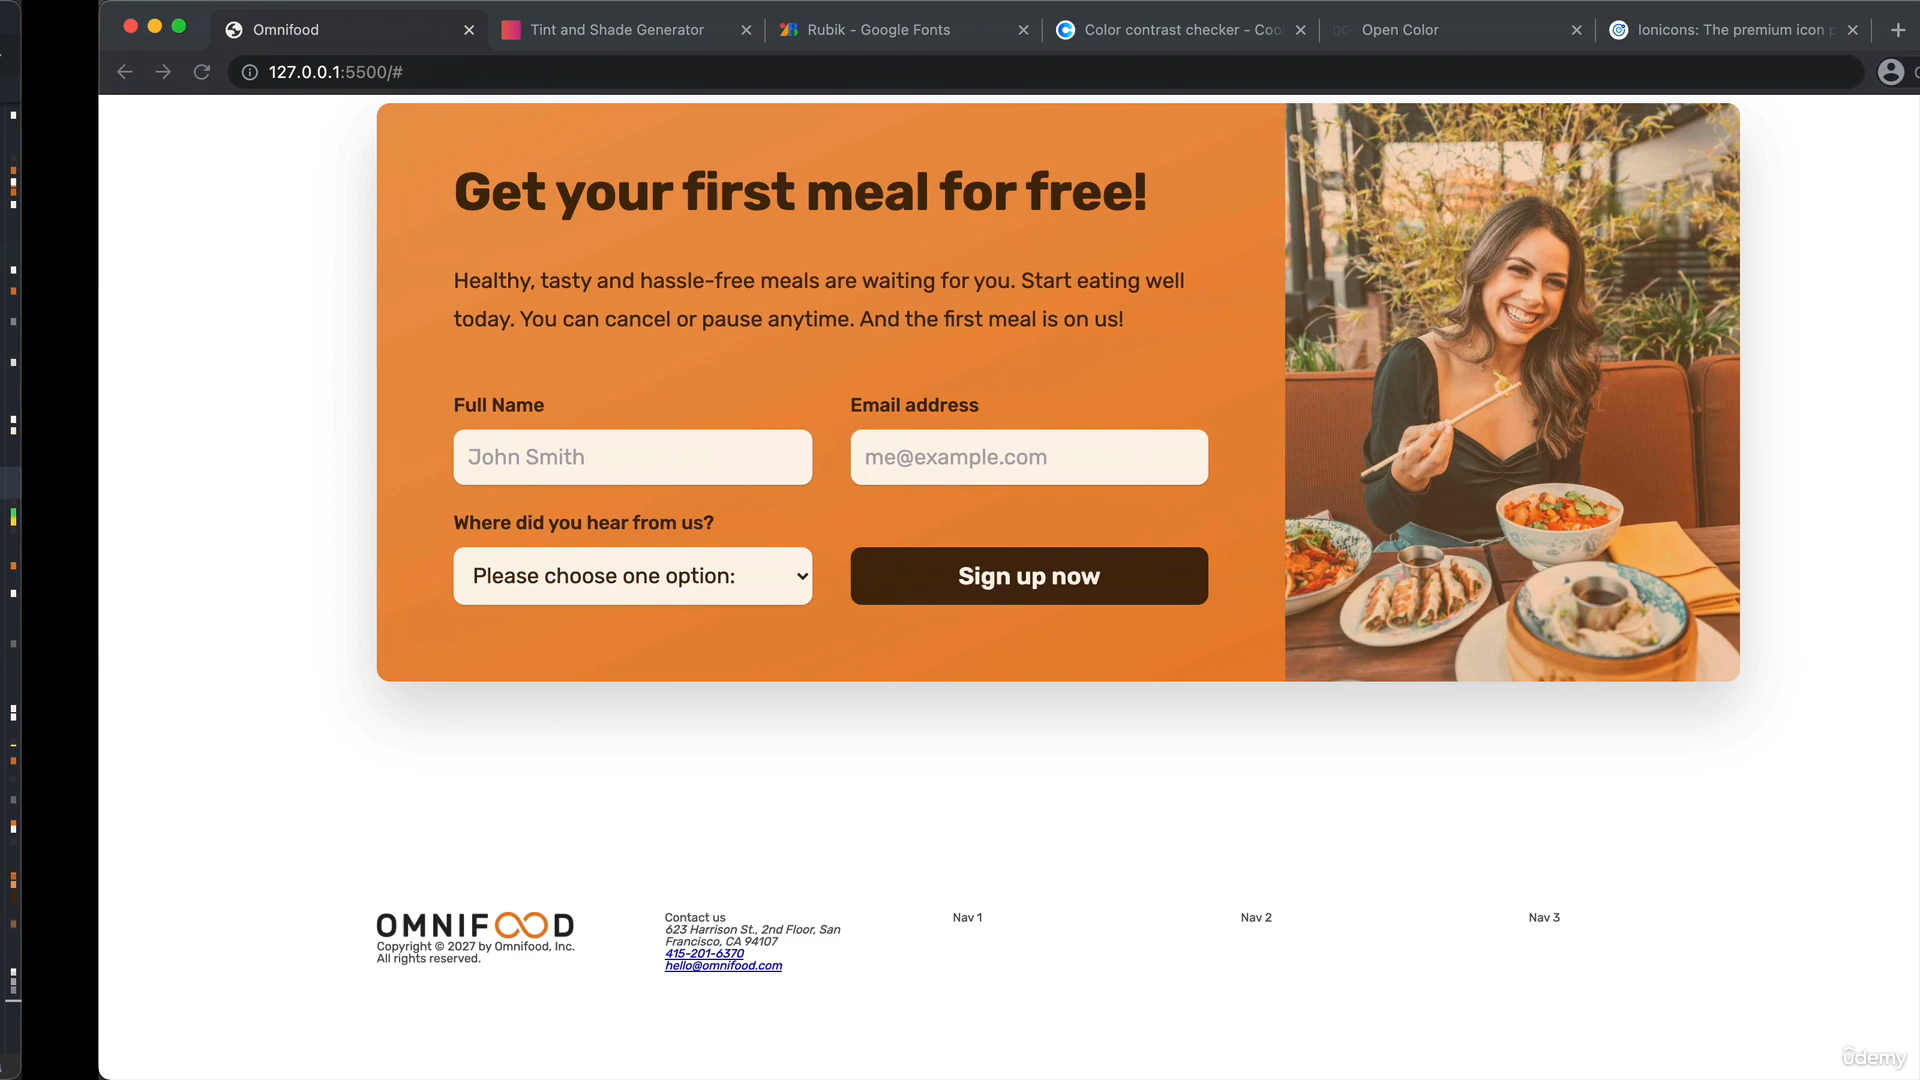 Omnifood
Tint and Shade Generator
Rubik - Google Fonts
Color contrast checker - Coo
Open Color
Ionicons: The premium icon p
127.0.0.1:5500/#
Get your first meal for free!
Healthy, tasty and hassle-free meals are waiting for you. Start eating well
today. You can cancel or pause anytime. And the first meal is on us!
Full Name
Email address
John Smith
me@example.com
Where did you hear from us?
Please choose one option:
Sign up now
OMNIFOOD
Copyright © 2027 by Omnifood, Inc.
All rights reserved.
Contact us
623 Harrison St., 2nd Floor, San
Francisco, CA 94107
415-201-6370
hello@omnifood.com
Nav 1
Nav 2
Nav 3
ûdemy